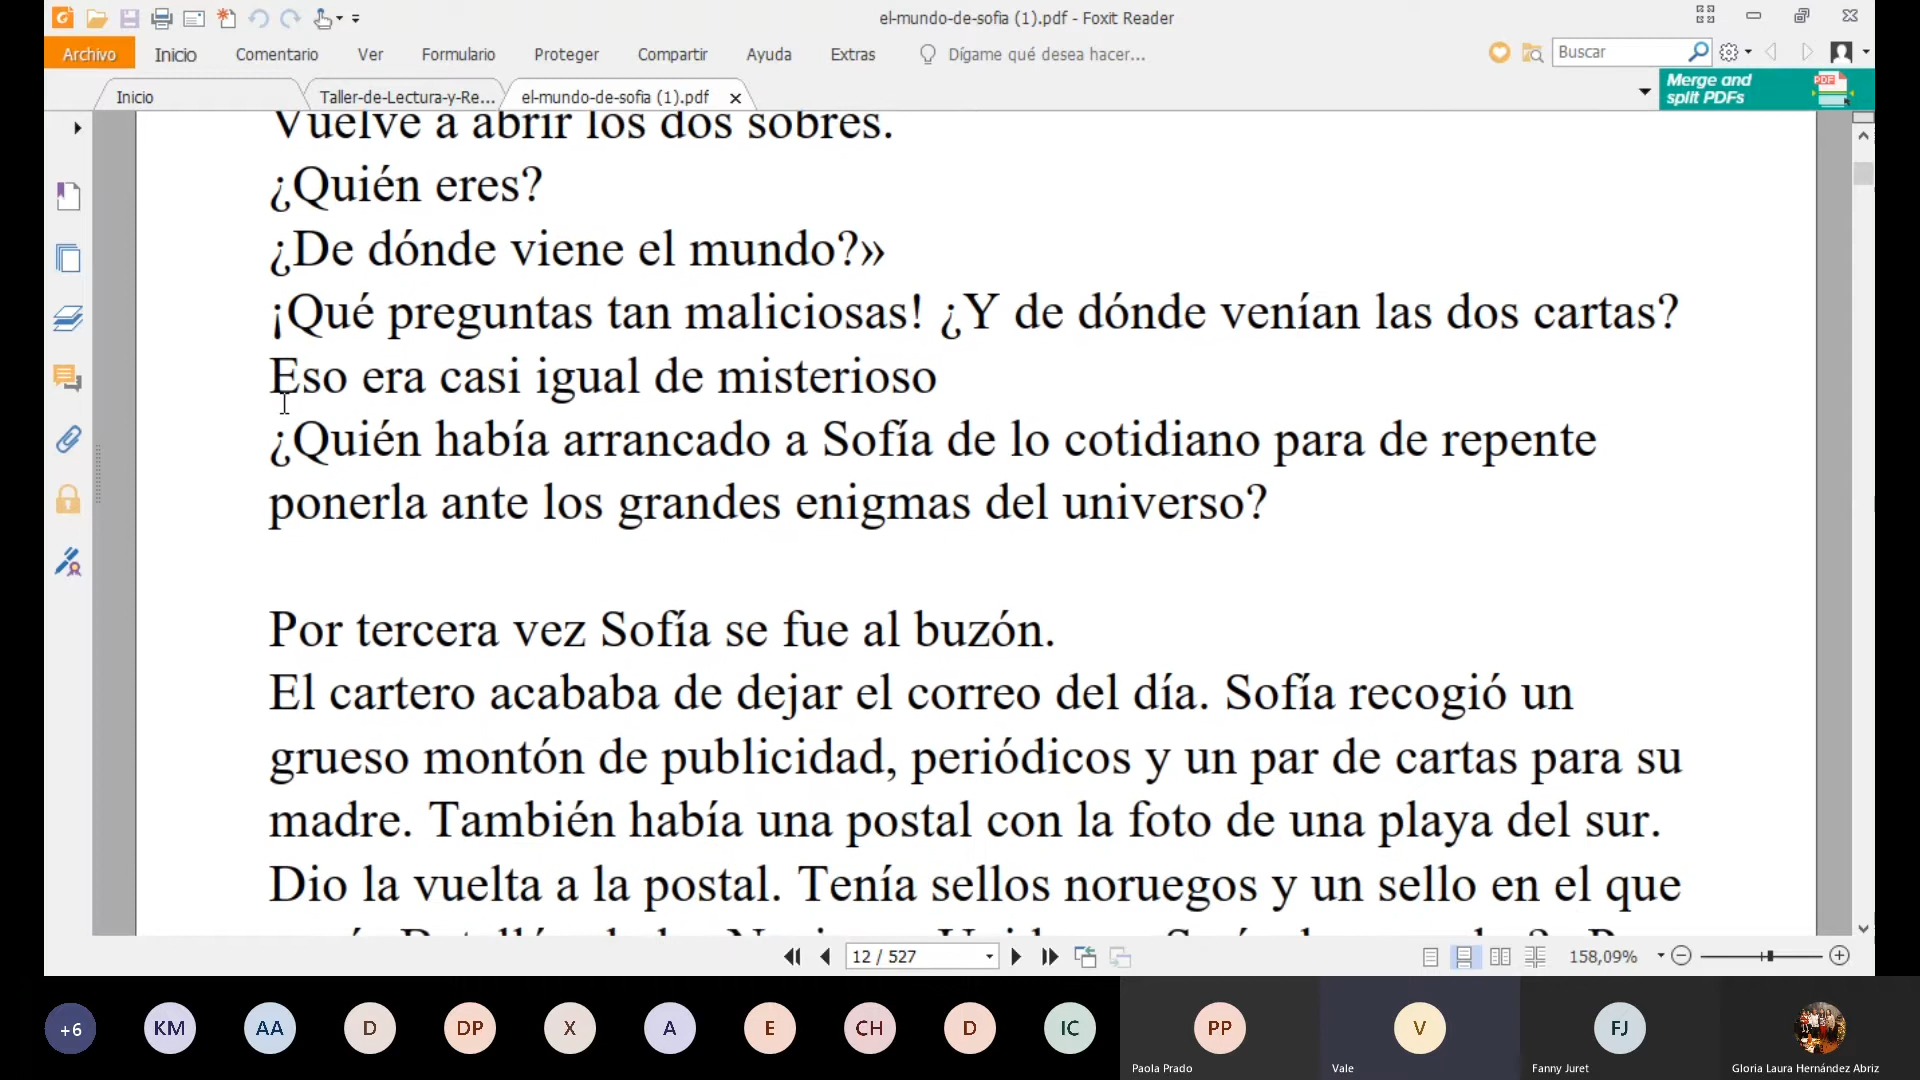 el-mundo-de-sofia (1).pdf - Foxit Reader
Archivo Inicio Comentario Ver Formulario Proteger Compartir Ayuda Extras Dígame qué desea hacer... Buscar
Inicio Taller-de-Lectura-y-Re... el-mundo-de-sofia (1).pdf
Merge and
split PDFs
PDF
Vuelve a abrir los dos sobres.
¿Quién eres?
¿De dónde viene el mundo?»
¡Qué preguntas tan maliciosas! ¿Y de dónde venían las dos cartas?
Eso era casi igual de misterioso
¿Quién había arrancado a Sofía de lo cotidiano para de repente
ponerla ante los grandes enigmas del universo?
Por tercera vez Sofía se fue al buzón.
El cartero acababa de dejar el correo del día. Sofía recogió un
grueso montón de publicidad, periódicos y un par de cartas para su
madre. También había una postal con la foto de una playa del sur.
Dio la vuelta a la postal. Tenía sellos noruegos y un sello en el que
12 / 527 158,09%
+6 KM AA D DP X A E CH D IC PP V FJ
Paola Prado Vale Fanny Juret Gloria Laura Hernández Abriz